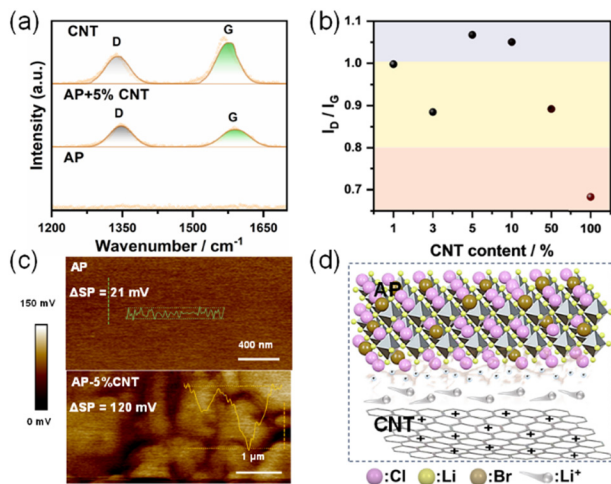 (a)
CNT
D
G
AP+5% CNT
D
G
AP
Intensity (a.u.)
1200
1350
1500
1650
Wavenumber / cm⁻¹
(b)
I_D / I_G
1.1
1.0
0.9
0.8
0.7
1
3
5
10
50
100
CNT content / %
(c)
150 mV
0 mV
AP
ΔSP = 21 mV
400 nm
AP-5%CNT
ΔSP = 120 mV
1 μm
(d)
AP
CNT
:Cl :Li :Br :Li⁺